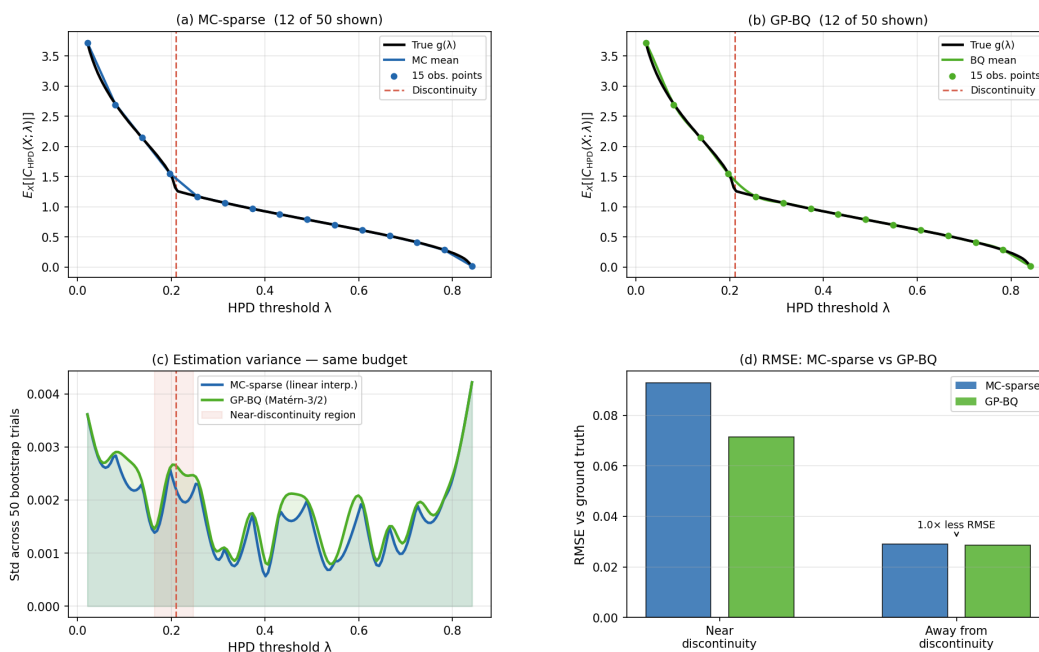 (a) MC-sparse  (12 of 50 shown)
True g(λ)
MC mean
15 obs. points
Discontinuity
E_X[|C_HPD(X; λ)|]
3.5
3.0
2.5
2.0
1.5
1.0
0.5
0.0
0.0 0.2 0.4 0.6 0.8
HPD threshold λ
(b) GP-BQ  (12 of 50 shown)
True g(λ)
BQ mean
15 obs. points
Discontinuity
E_X[|C_HPD(X; λ)|]
3.5
3.0
2.5
2.0
1.5
1.0
0.5
0.0
0.0 0.2 0.4 0.6 0.8
HPD threshold λ
(c) Estimation variance — same budget
MC-sparse (linear interp.)
GP-BQ (Matérn-3/2)
Near-discontinuity region
Std across 50 bootstrap trials
0.004
0.003
0.002
0.001
0.000
0.0 0.2 0.4 0.6 0.8
HPD threshold λ
(d) RMSE: MC-sparse vs GP-BQ
MC-sparse
GP-BQ
RMSE vs ground truth
0.08
0.06
0.04
0.02
0.00
1.0× less RMSE
Near
discontinuity
Away from
discontinuity